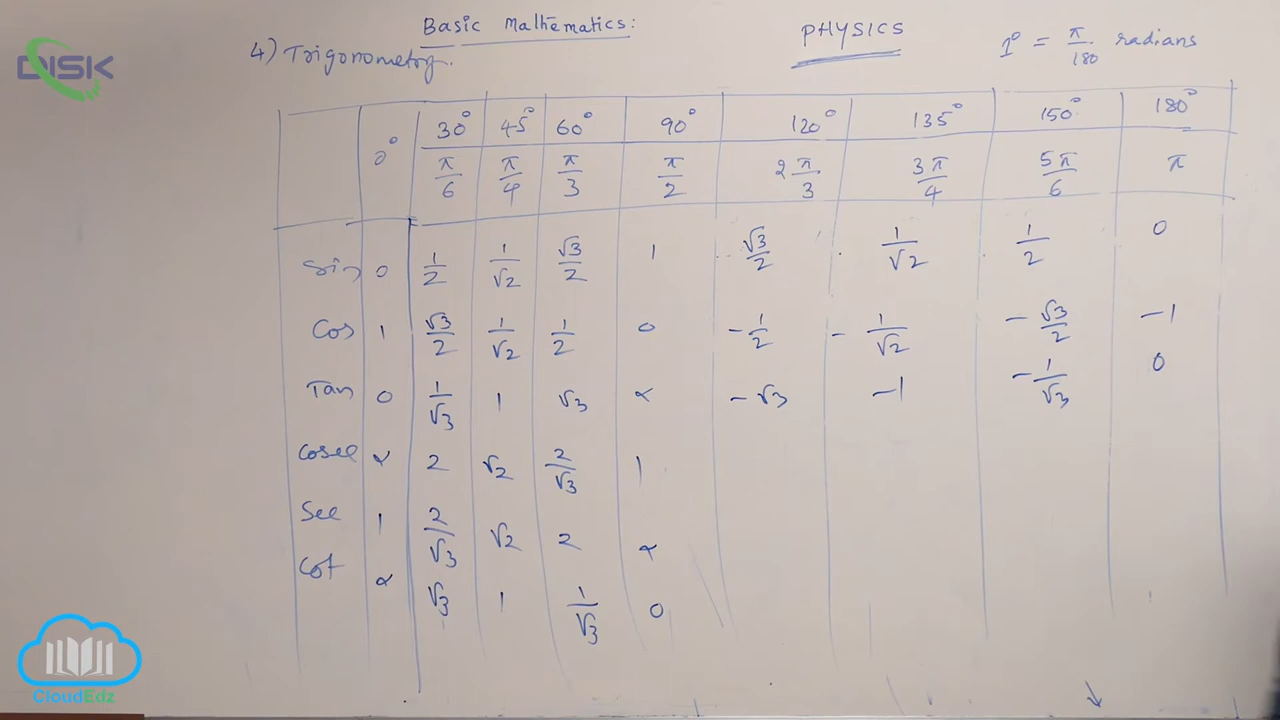 DISK
Basic Mathematics:
PHYSICS
1° = π/180 radians
4) Trigonometry.
0° 30° 45° 60° 90° 120° 135° 150° 180°
π/6 π/4 π/3 π/2 2π/3 3π/4 5π/6 π
Sin 0 1/2 1/√2 √3/2 1 √3/2 1/√2 1/2 0
Cos 1 √3/2 1/√2 1/2 0 -1/2 -1/√2 -√3/2 -1
Tan 0 1/√3 1 √3 α -√3 -1 -1/√3 0
Cosec α 2 √2 2/√3 1
Sec 1 2/√3 √2 2 α
Cot α √3 1 1/√3 0
CloudEdz